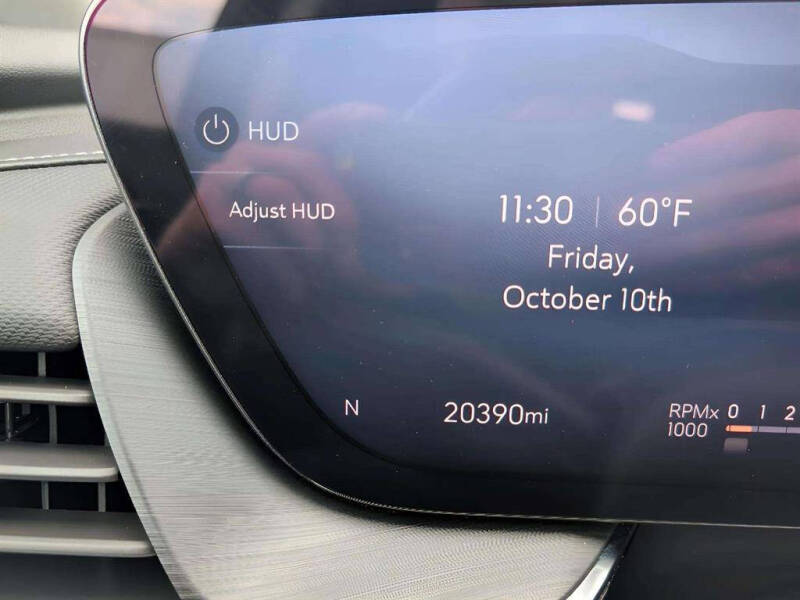 HUD
Adjust HUD
11:30 | 60°F
Friday,
October 10th
N
20390mi
RPMx 0 1 2
1000